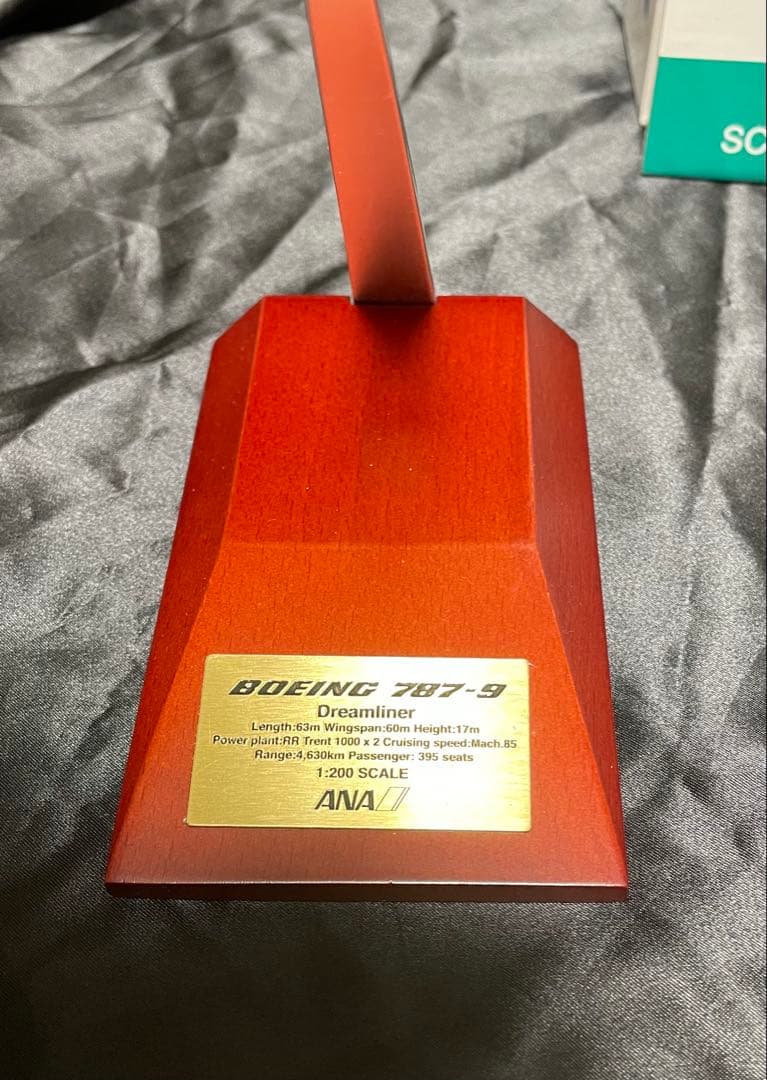 SC
BOEING 787-9
Dreamliner
Length:63m Wingspan:60m Height:17m
Power plant:RR Trent 1000 x 2 Cruising speed:Mach.85
Range:4,630km Passenger: 395 seats
1:200 SCALE
ANA